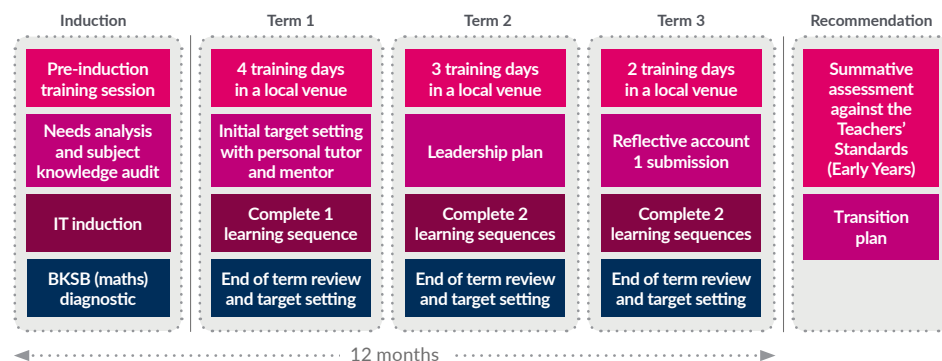 Induction
Pre-induction
training session
Needs analysis
and subject
knowledge audit
IT induction
BKSB (maths)
diagnostic
Term 1
4 training days
in a local venue
Initial target setting
with personal tutor
and mentor
Complete 1
learning sequence
End of term review
and target setting
Term 2
3 training days
in a local venue
Leadership plan
Complete 2
learning sequences
End of term review
and target setting
Term 3
2 training days
in a local venue
Reflective account
1 submission
Complete 2
learning sequences
End of term review
and target setting
Recommendation
Summative
assessment
against the
Teachers’
Standards
(Early Years)
Transition
plan
12 months